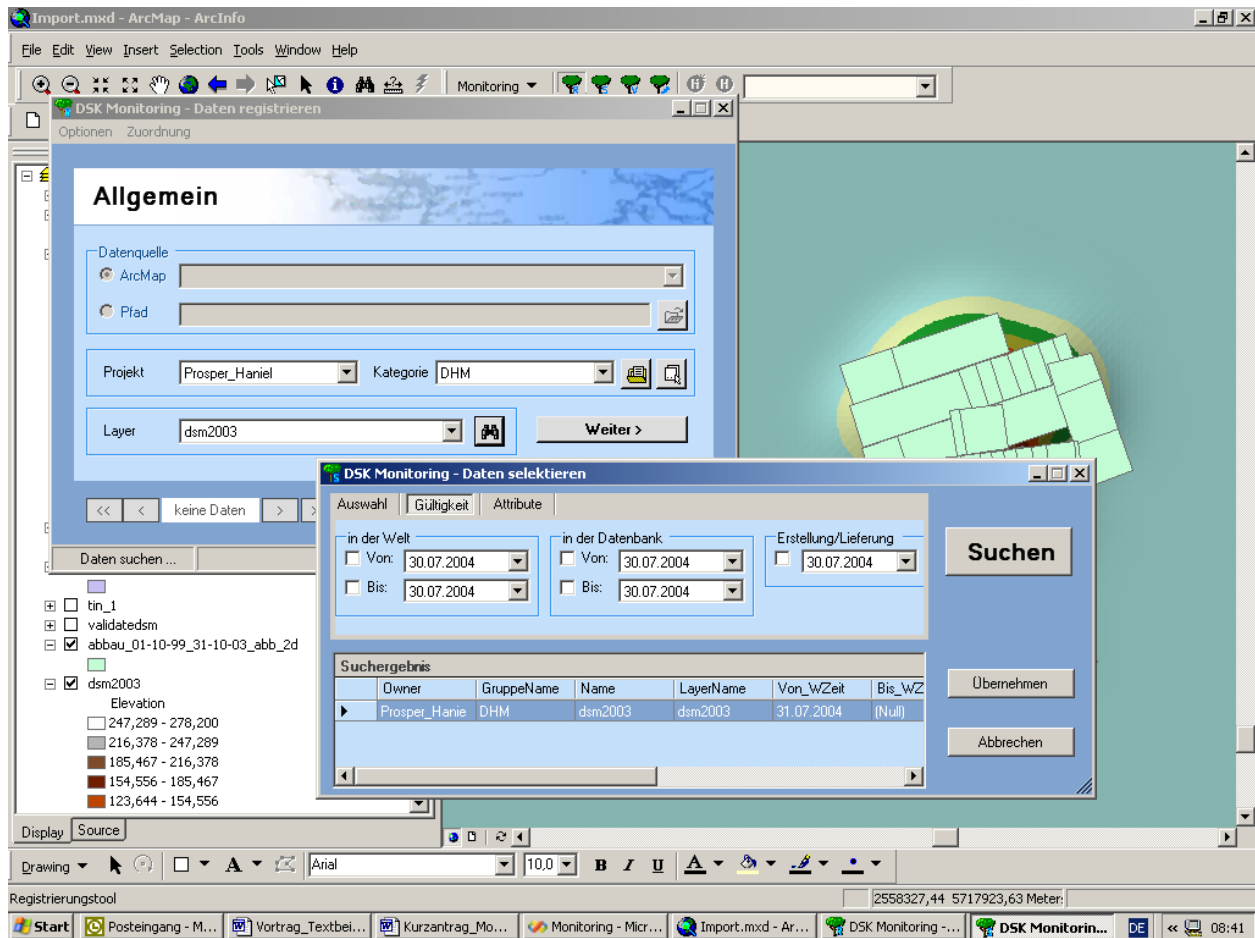 Import.mxd - ArcMap - ArcInfo
File Edit View Insert Selection Tools Window Help
Monitoring
DSK Monitoring - Daten registrieren
Optionen Zuordnung
Allgemein
Datenquelle
ArcMap
Pfad
Projekt Prosper_Haniel Kategorie DHM
Layer dsm2003 Weiter >
<< < keine Daten >
Daten suchen ...
DSK Monitoring - Daten selektieren
Auswahl Gültigkeit Attribute
in der Welt in der Datenbank Erstellung/Lieferung
Von: 30.07.2004 Von: 30.07.2004 30.07.2004
Bis: 30.07.2004 Bis: 30.07.2004
Suchen
Suchergebnis
Owner GruppeName Name LayerName Von_WZeit Bis_WZ
Prosper_Hanie DHM dsm2003 dsm2003 31.07.2004 (Null)
Übernehmen
Abbrechen
tin_1
validatedsm
abbau_01-10-99_31-10-03_abb_2d
dsm2003
Elevation
247,289 - 278,200
216,378 - 247,289
185,467 - 216,378
154,556 - 185,467
123,644 - 154,556
Display Source
Drawing A Arial 10,0 B I U A
Registrierungstool 2558327,44 5717923,63 Meter:
Start Posteingang - M... Vortrag_Textbei... Kurzantrag_Mo... Monitoring - Micr... Import.mxd - Ar... DSK Monitoring -... DSK Monitorin... DE « 08:41